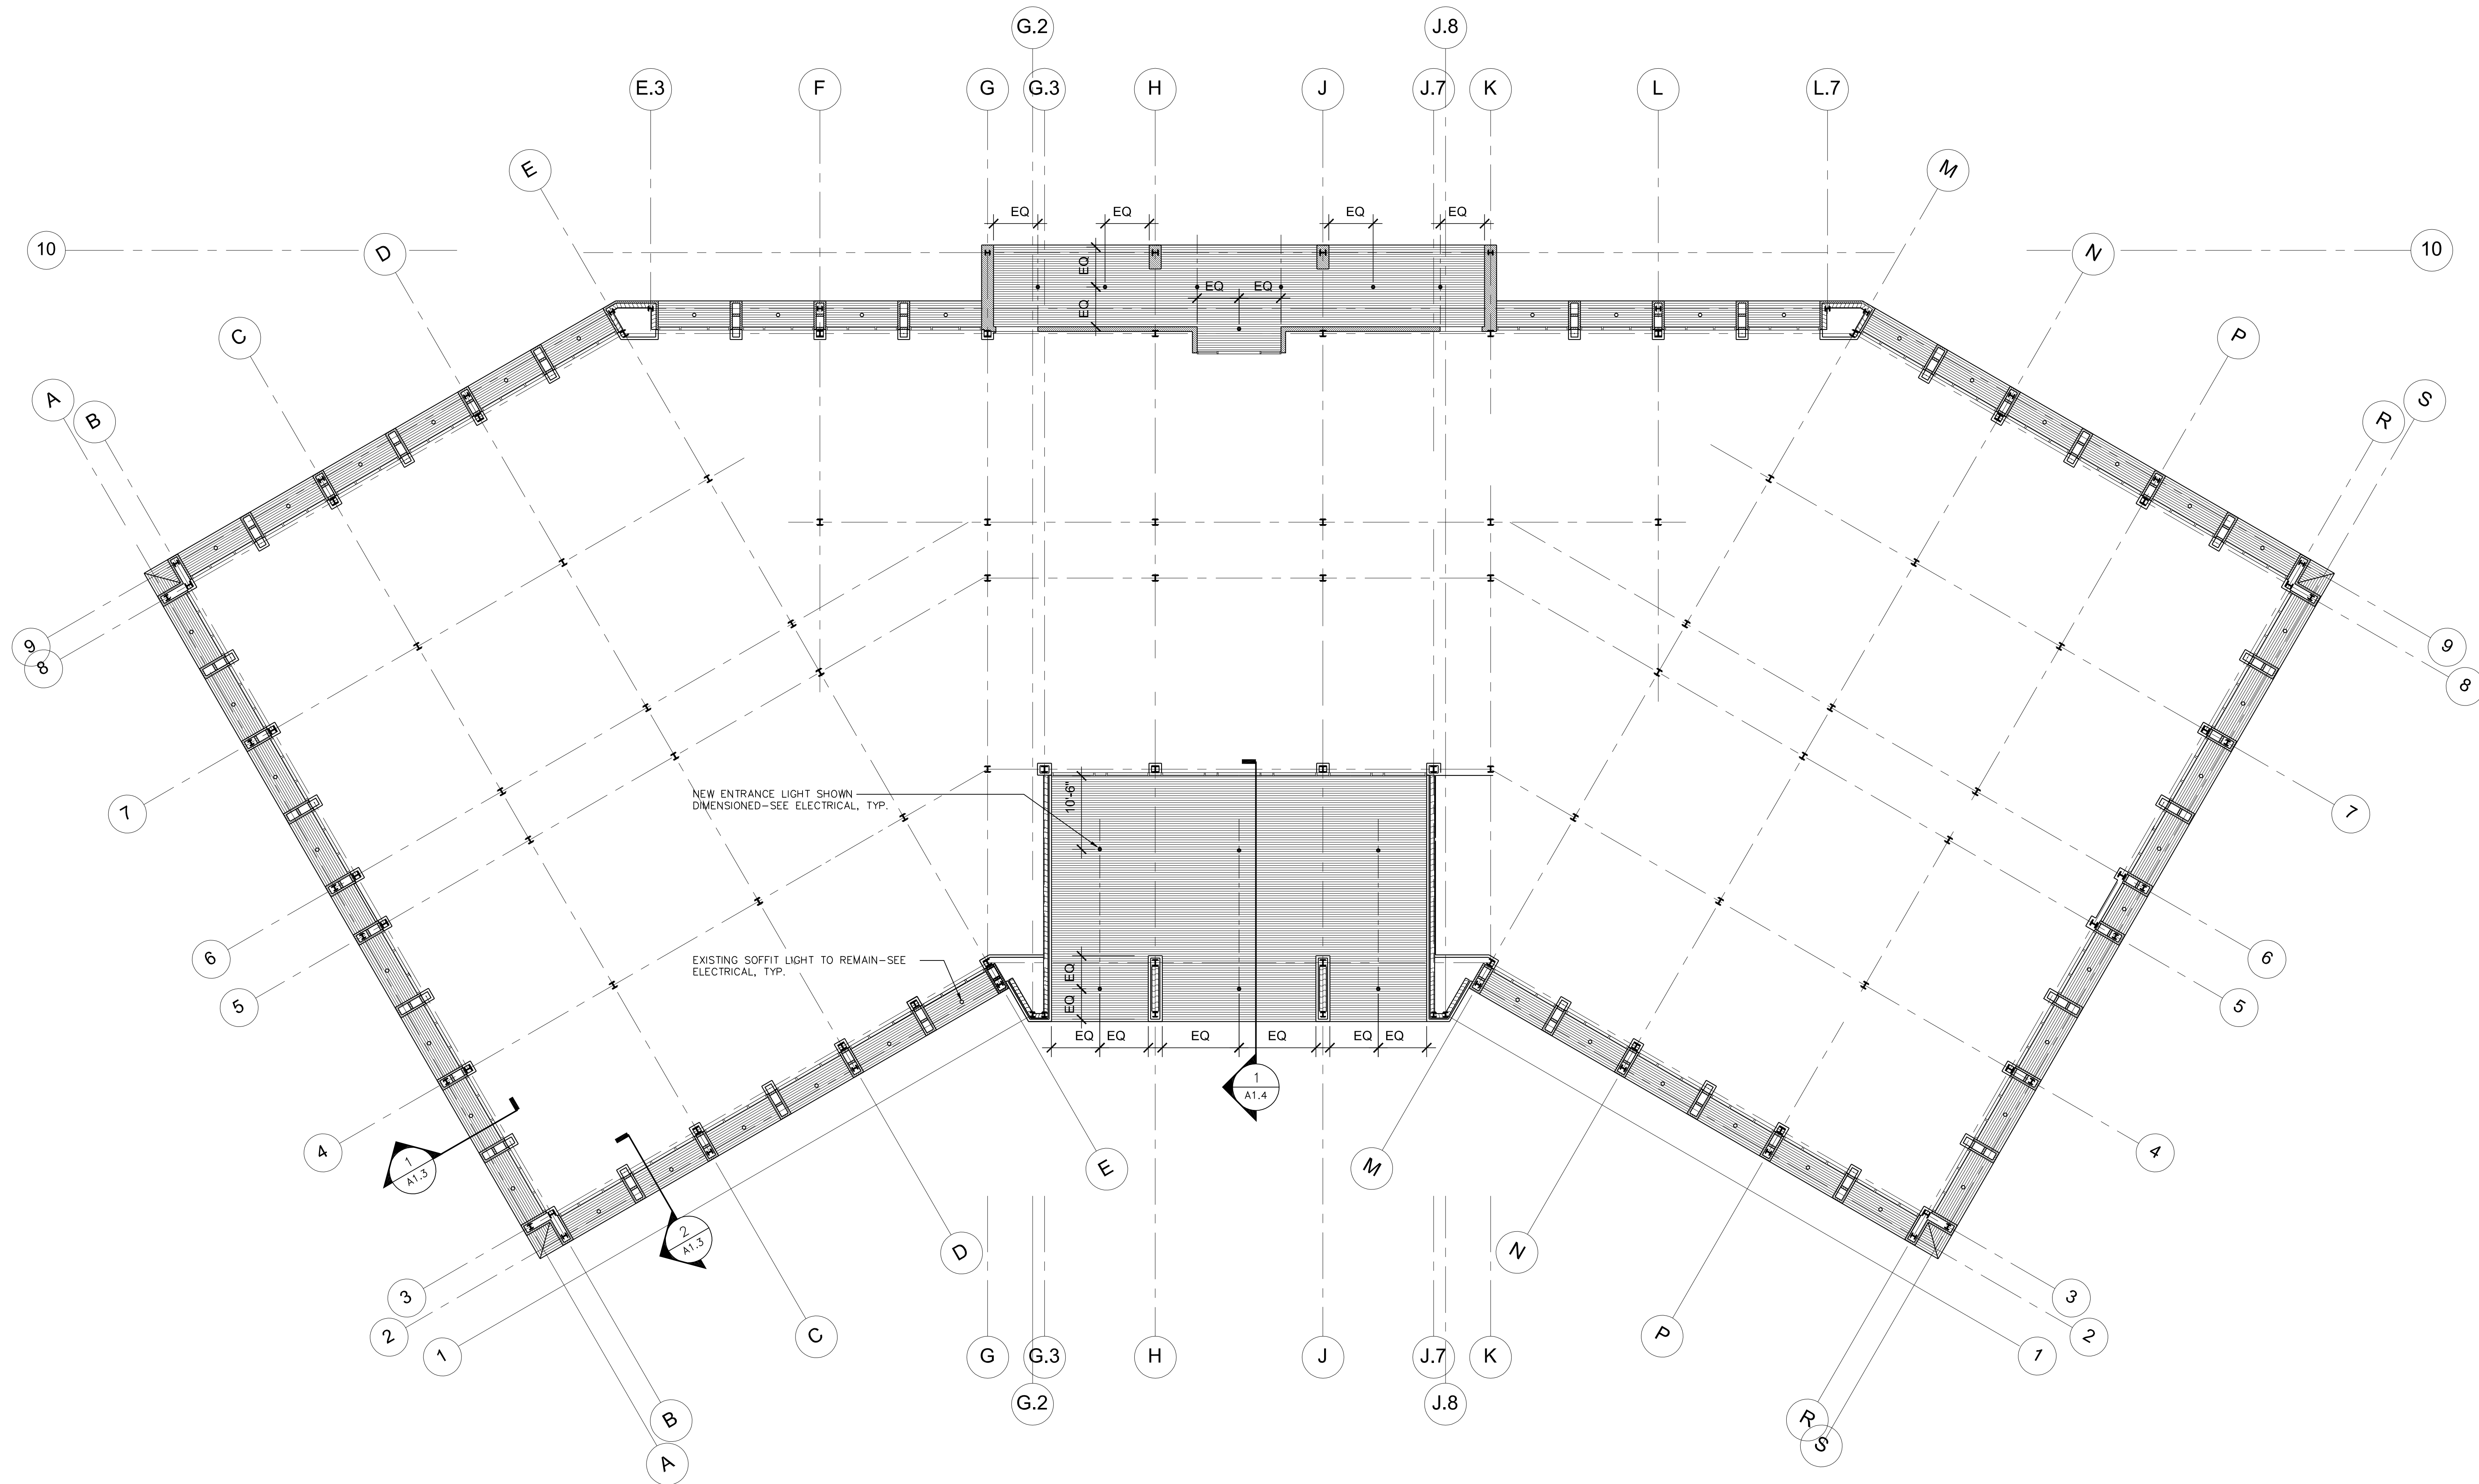 G.2
J.8
E.3
F
G
G.3
H
J
J.7
K
L
L.7
E
M
EQ
EQ
EQ
EQ
10
D
N
10
EQ
EQ
EQ
EQ
C
P
A
B
R
S
9
8
9
8
7
7
NEW ENTRANCE LIGHT SHOWN
DIMENSIONED-SEE ELECTRICAL, TYP.
10'-6"
EXISTING SOFFIT LIGHT TO REMAIN-SEE
ELECTRICAL, TYP.
6
6
5
5
EQ
EQ
EQ
EQ
EQ
EQ
EQ
EQ
1
A1.4
4
4
1
A1.3
E
M
2
A1.3
D
N
3
3
2
2
1
1
C
P
G
G.3
H
J
J.7
K
G.2
J.8
B
R
A
S